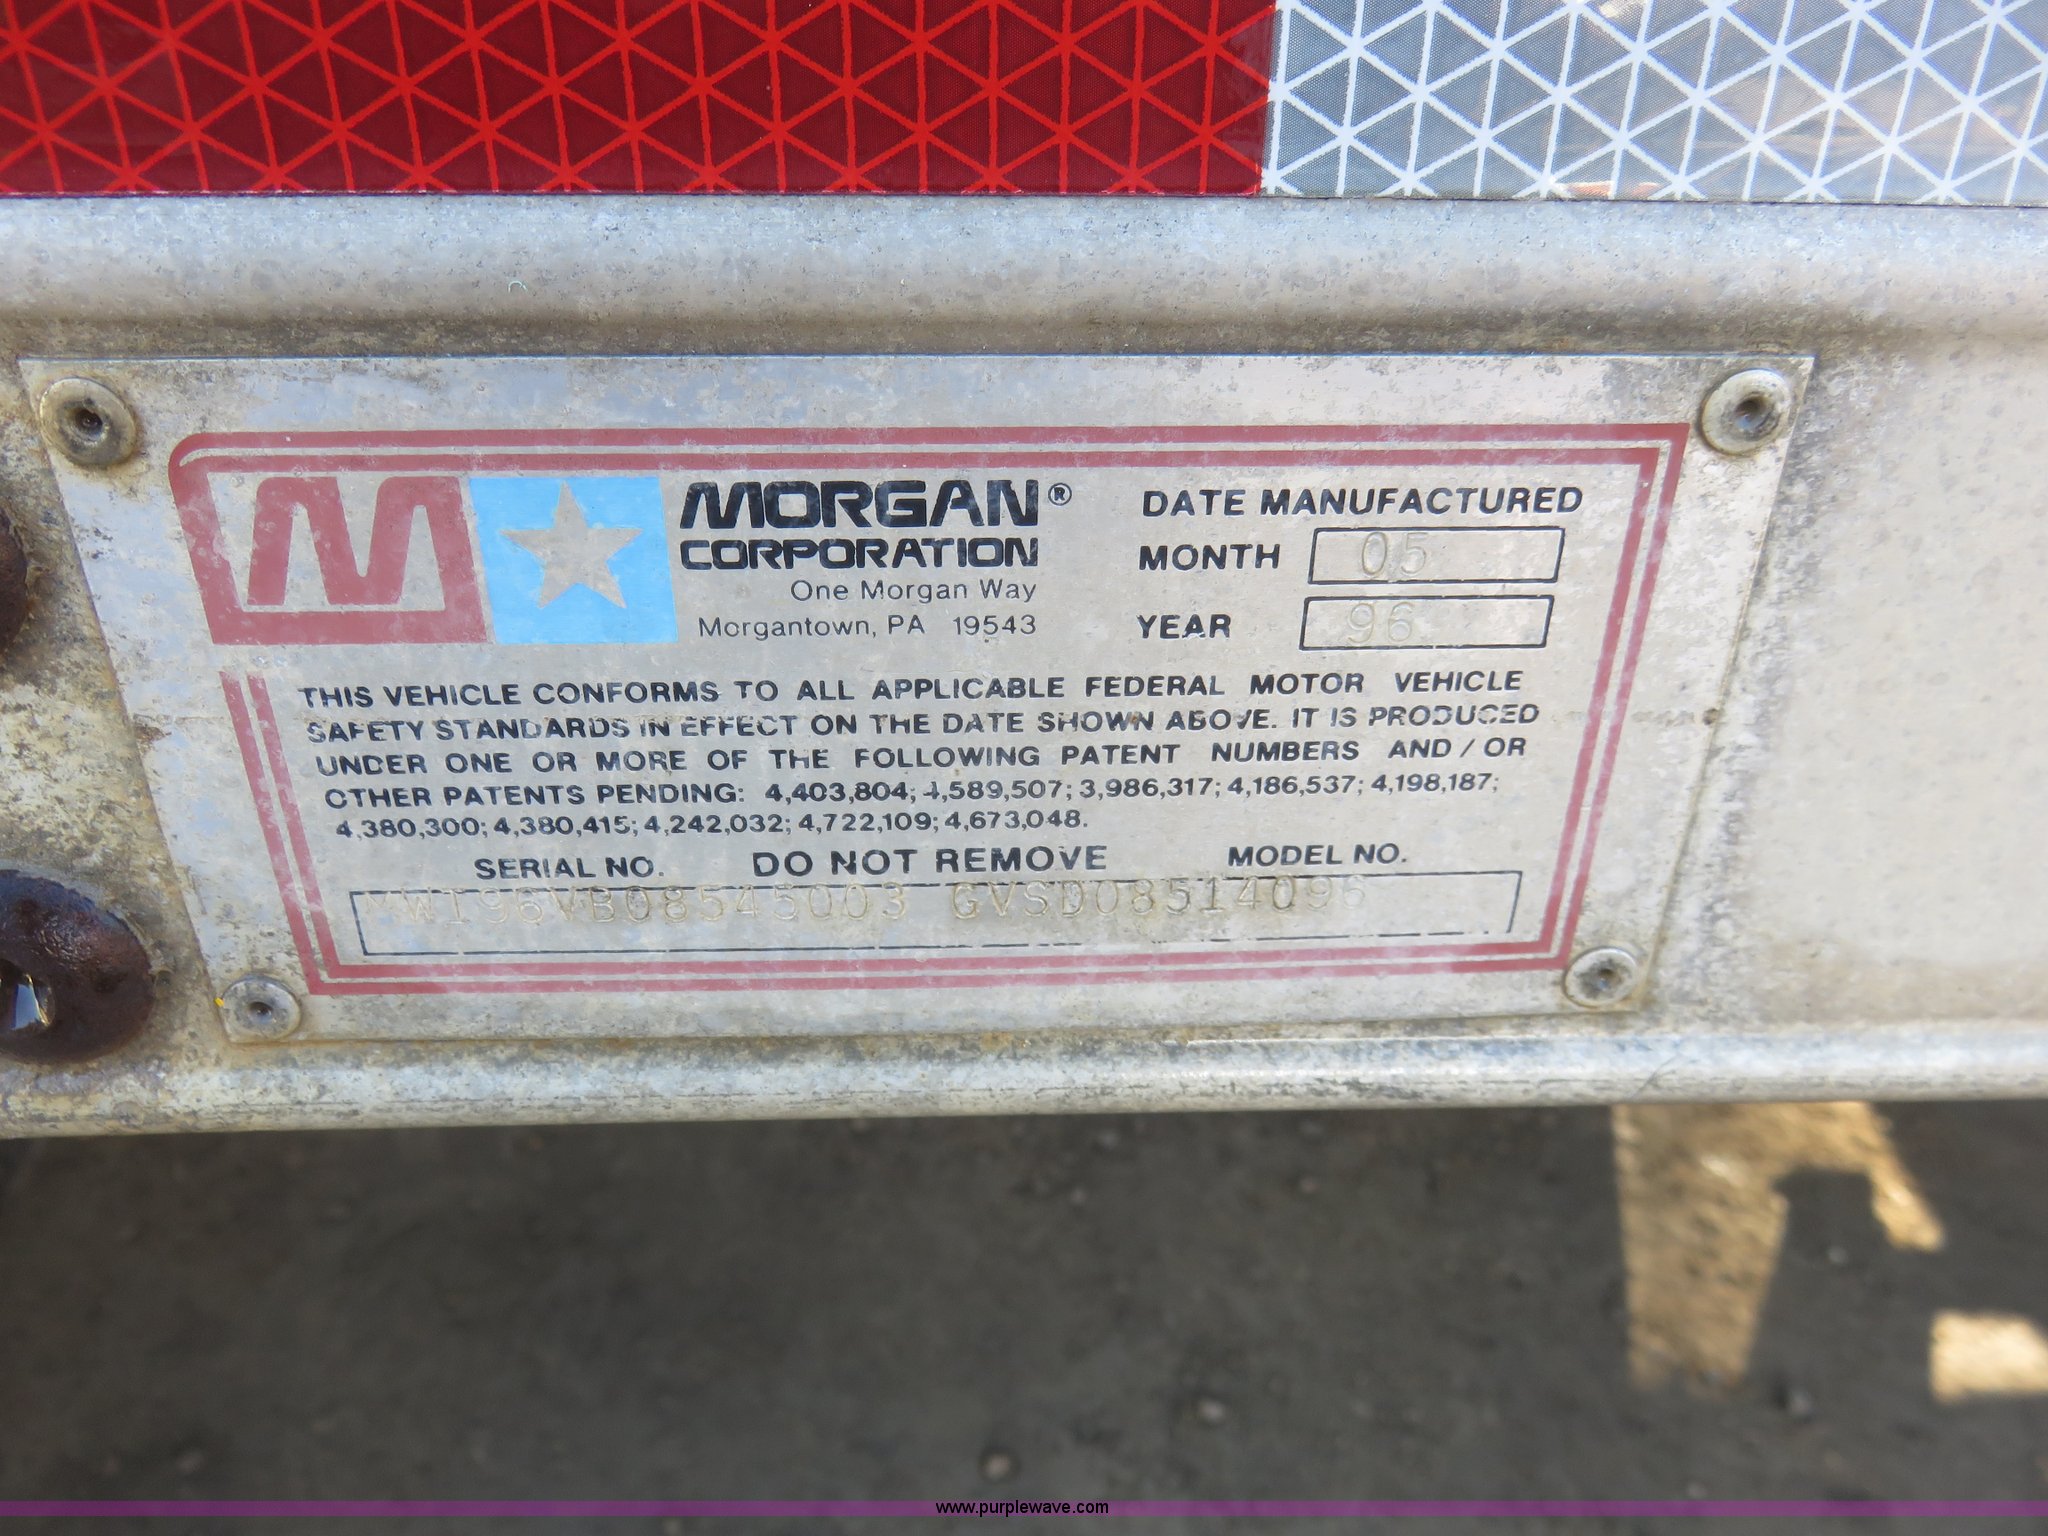 MORGAN®
CORPORATION
One Morgan Way
Morgantown, PA 19543
DATE MANUFACTURED
MONTH 05
YEAR 96
THIS VEHICLE CONFORMS TO ALL APPLICABLE FEDERAL MOTOR VEHICLE
SAFETY STANDARDS IN EFFECT ON THE DATE SHOWN ABOVE. IT IS PRODUCED
UNDER ONE OR MORE OF THE FOLLOWING PATENT NUMBERS AND / OR
OTHER PATENTS PENDING: 4,403,804; 4,589,507; 3,986,317; 4,186,537; 4,198,187;
4,380,300; 4,380,415; 4,242,032; 4,722,109; 4,673,048.
SERIAL NO. DO NOT REMOVE MODEL NO.
MWI96VB08545003 GVSD08514096
www.purplewave.com